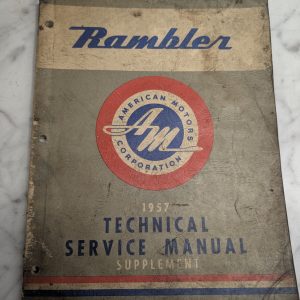 Rambler
AMERICAN MOTORS
AM
CORPORATION
1957
TECHNICAL
SERVICE MANUAL
SUPPLEMENT